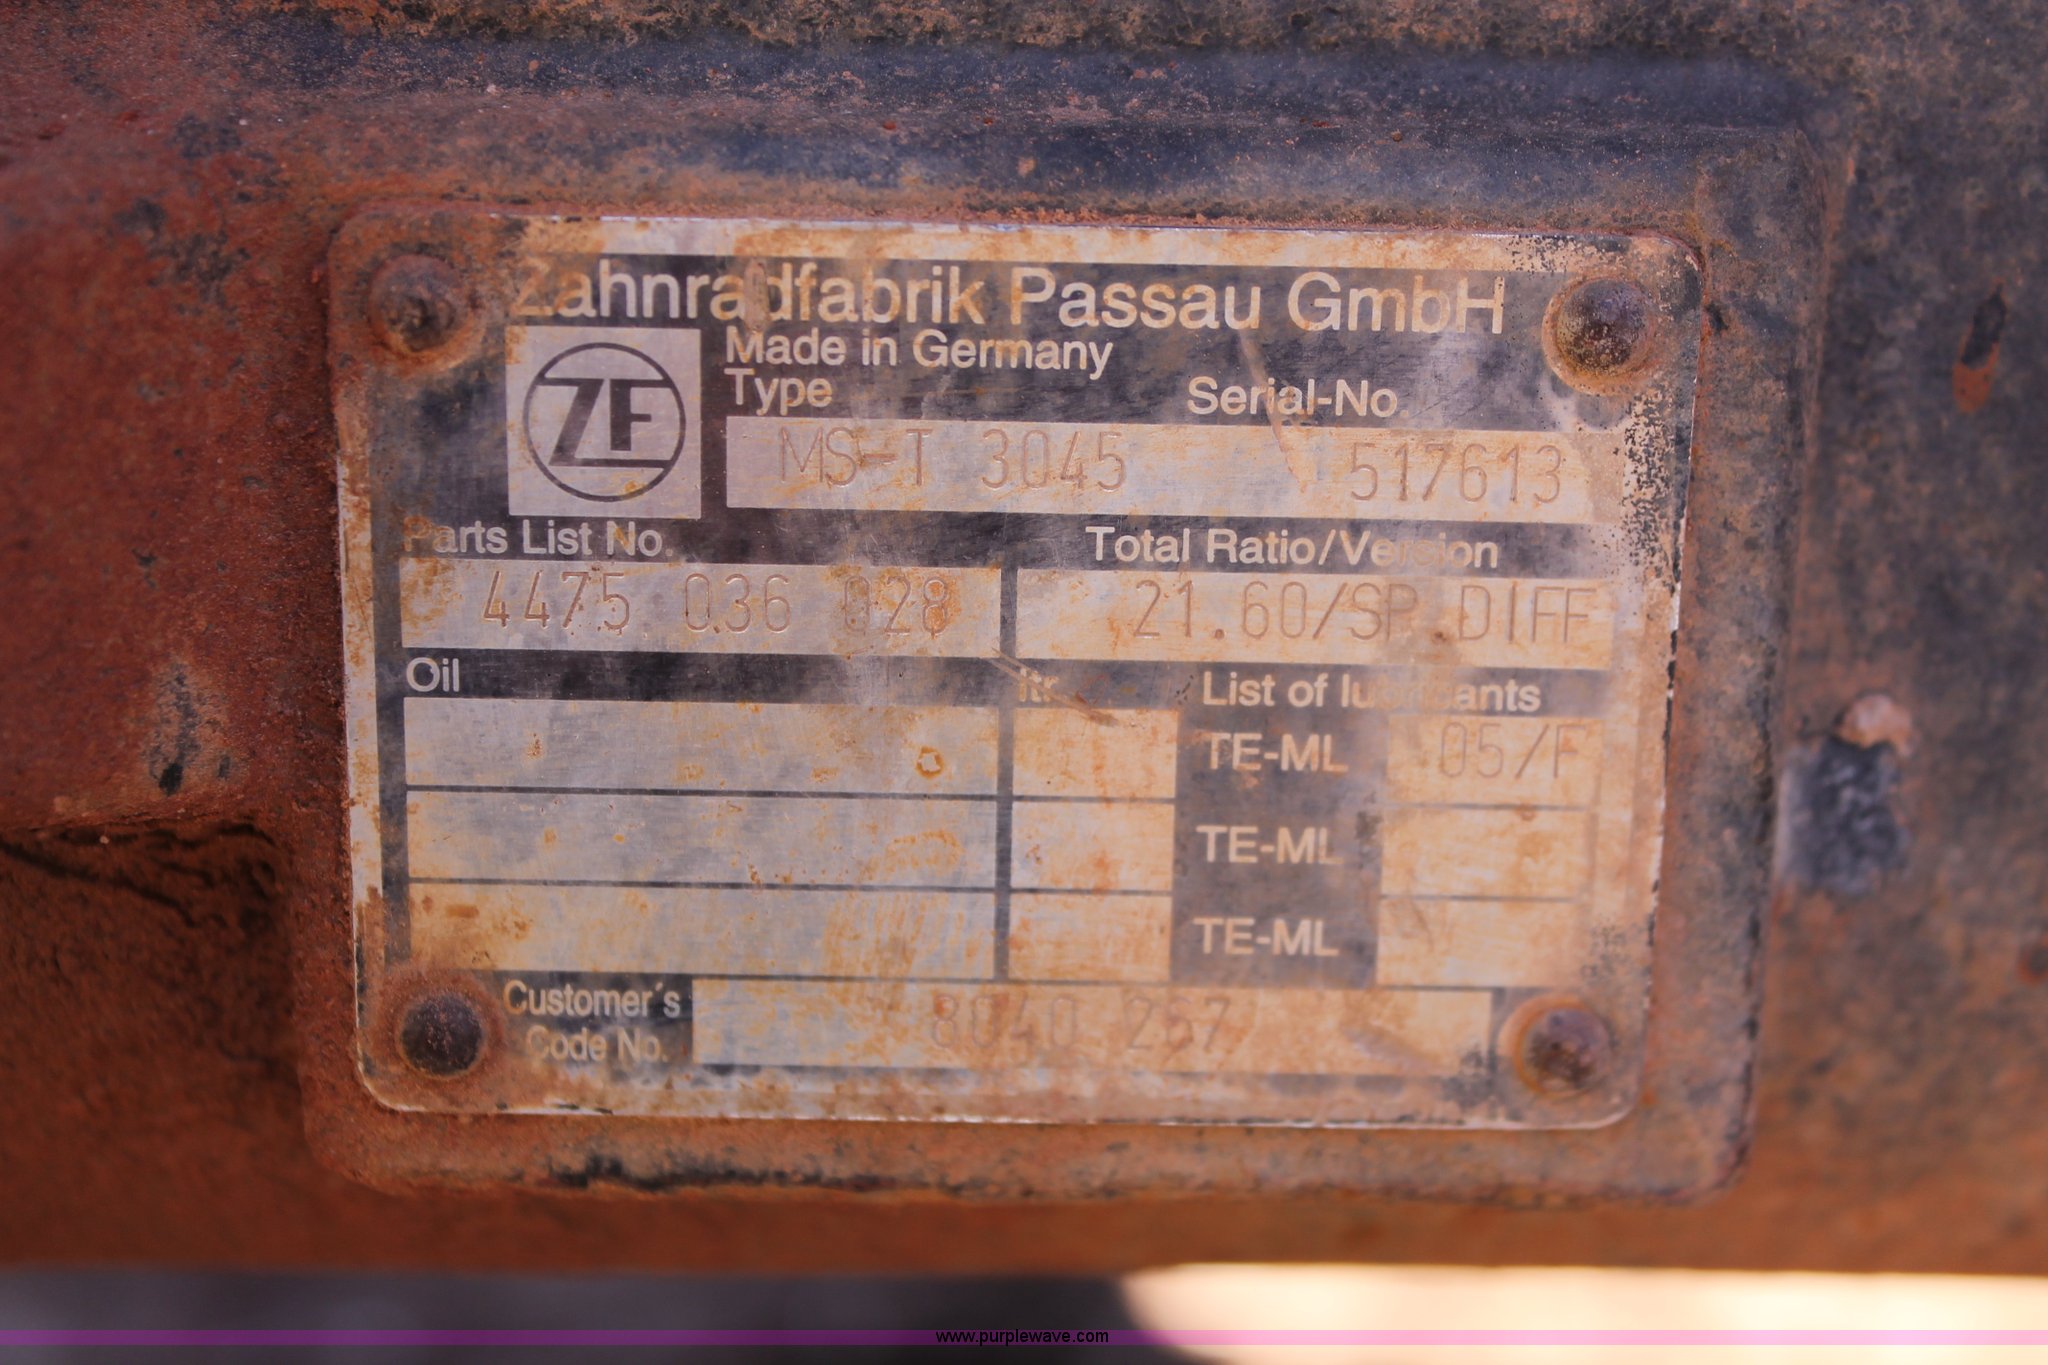 Zahnradfabrik Passau GmbH
ZF
Made in Germany
Type Serial-No.
MS-T 3045 517613
Parts List No. Total Ratio/Version
4475 036 028 21.60/SP.DIFF
Oil ltr. List of lubricants
TE-ML 05/F
TE-ML
TE-ML
Customer's
Code No.
8040 267
www.purplewave.com